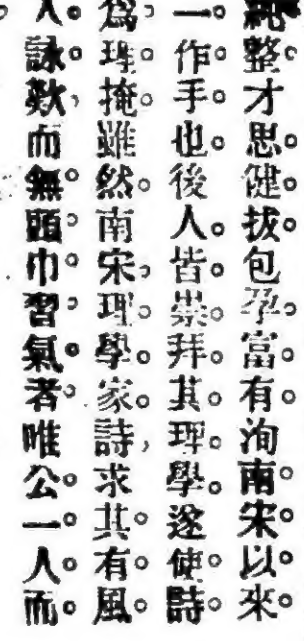 純整才思健拔包孕富有洵南宋以來
一作手也後人皆崇拜其理學遂使詩
爲理掩雖然南宋理學家詩求其有風
人詠歎而無頭巾習氣者唯公一人而